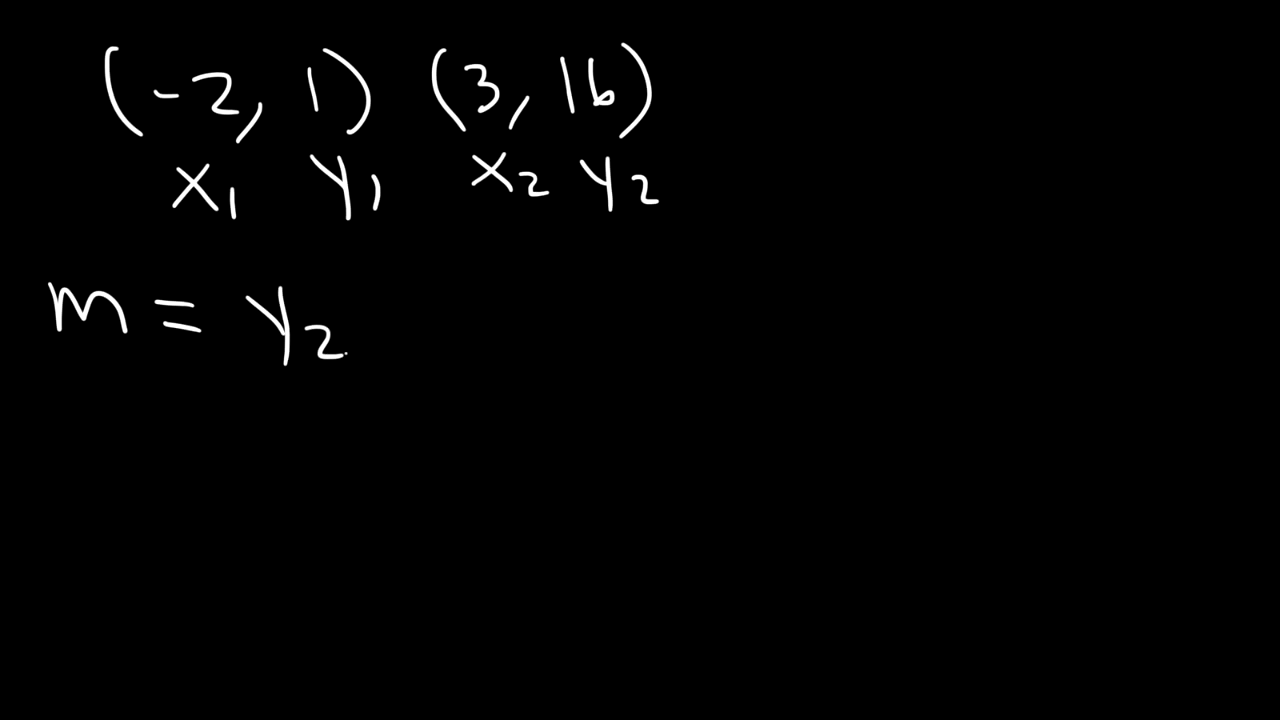 (-2, 1) (3, 16)
x₁ y₁ x₂ y₂
m = y₂